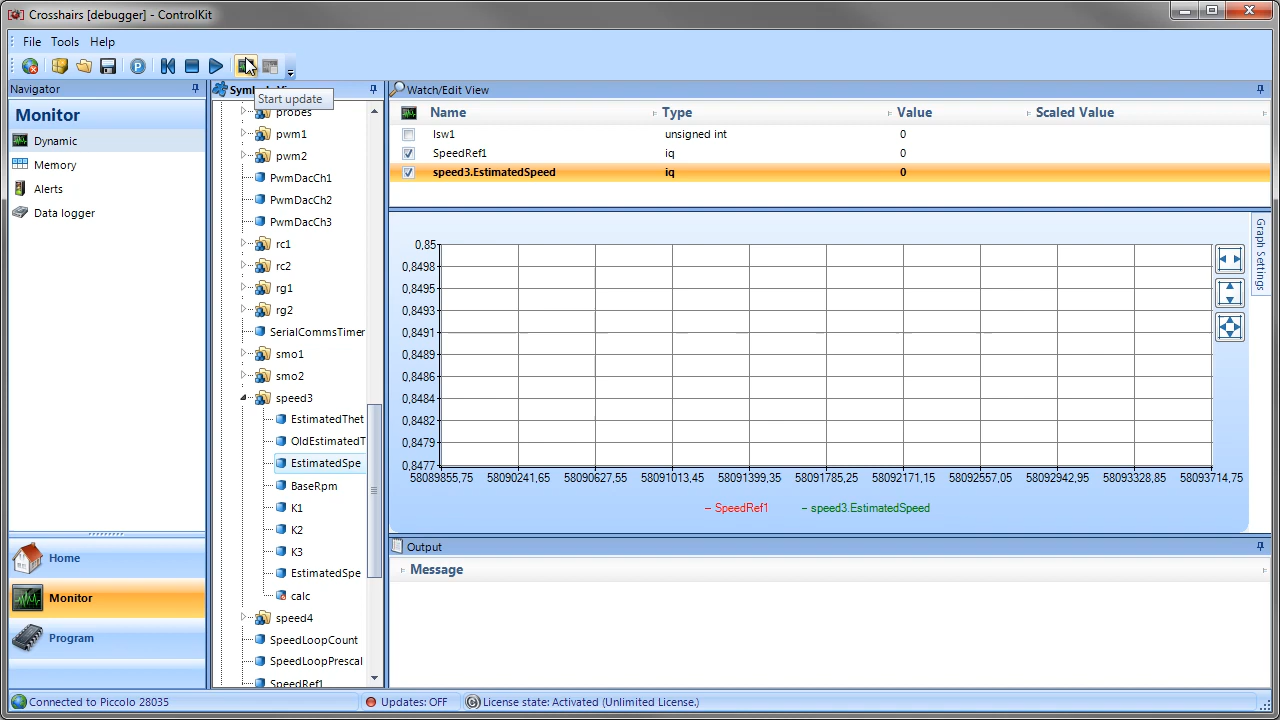 Crosshairs [debugger] - ControlKit
File Tools Help
Navigator
Monitor
Dynamic
Memory
Alerts
Data logger
Home
Monitor
Program
Start update
probes
pwm1
pwm2
PwmDacCh1
PwmDacCh2
PwmDacCh3
rc1
rc2
rg1
rg2
SerialCommsTimer
smo1
smo2
speed3
EstimatedThet
OldEstimatedT
EstimatedSpe
BaseRpm
K1
K2
K3
EstimatedSpe
calc
speed4
SpeedLoopCount
SpeedLoopPrescal
SpeedRef1
Watch/Edit View
Name Type Value Scaled Value
lsw1 unsigned int 0
SpeedRef1 iq 0
speed3.EstimatedSpeed iq 0
0,85
0,8498
0,8495
0,8493
0,8491
0,8489
0,8486
0,8484
0,8482
0,8479
0,8477
58089855,75 58090241,65 58090627,55 58091013,45 58091399,35 58091785,25 58092171,15 58092557,05 58092942,95 58093328,85 58093714,75
SpeedRef1 speed3.EstimatedSpeed
Graph Settings
Output
Message
Connected to Piccolo 28035 Updates: OFF License state: Activated (Unlimited License.)